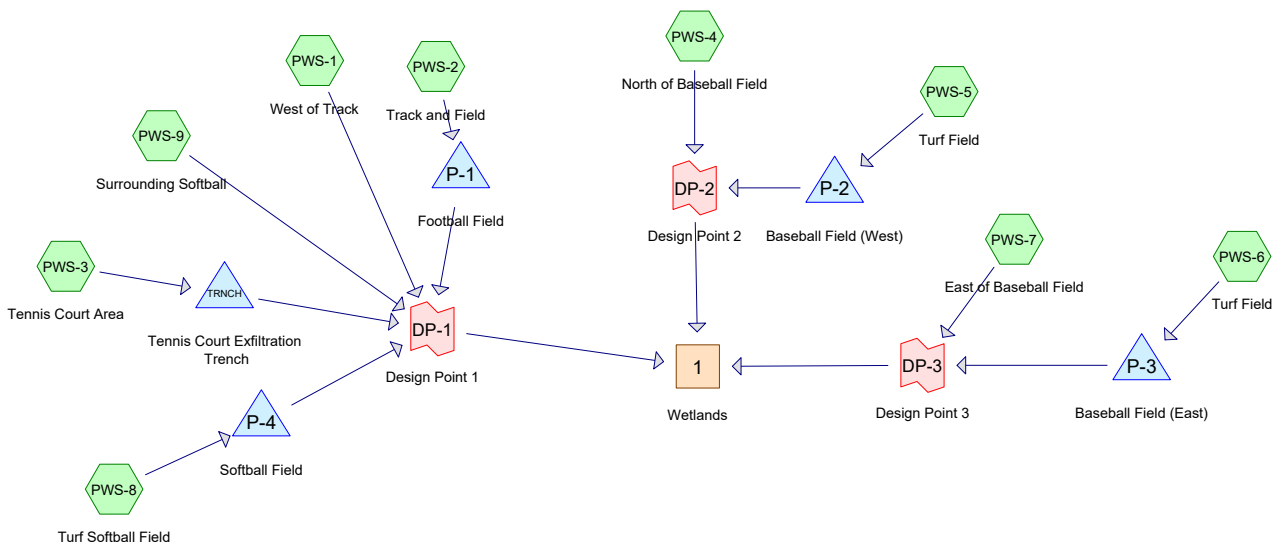 PWS-4
North of Baseball Field
PWS-1
West of Track
PWS-2
Track and Field
PWS-5
Turf Field
PWS-9
Surrounding Softball
P-1
Football Field
DP-2
Design Point 2
P-2
Baseball Field (West)
PWS-7
East of Baseball Field
PWS-6
Turf Field
PWS-3
Tennis Court Area
TRNCH
Tennis Court Exfiltration
Trench
DP-1
Design Point 1
1
Wetlands
DP-3
Design Point 3
P-3
Baseball Field (East)
P-4
Softball Field
PWS-8
Turf Softball Field